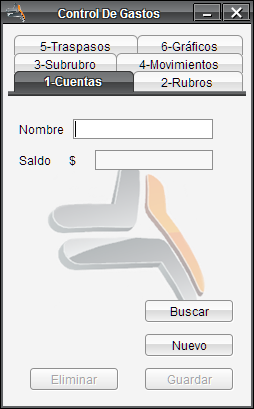 Control De Gastos
5-Traspasos 6-Gráficos
3-Subrubro 4-Movimientos
1-Cuentas 2-Rubros
Nombre
Saldo $
Buscar
Nuevo
Eliminar Guardar